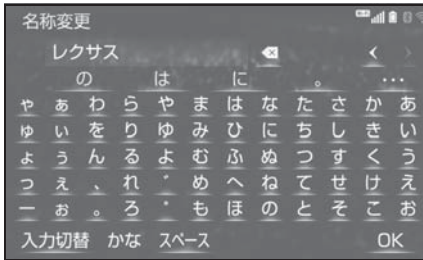 名称変更
レクサス
の は に 。 …
ゃ ぁ わ ら や ま は な た さ か あ
ゅ ぃ を り ゆ み ひ に ち し き い
ょ ぅ ん る よ む ふ ぬ つ す く う
っ ぇ 、 れ ゛ め へ ね て せ け え
ー ぉ 。 ろ ゜ も ほ の と そ こ お
入力切替 かな スペース OK